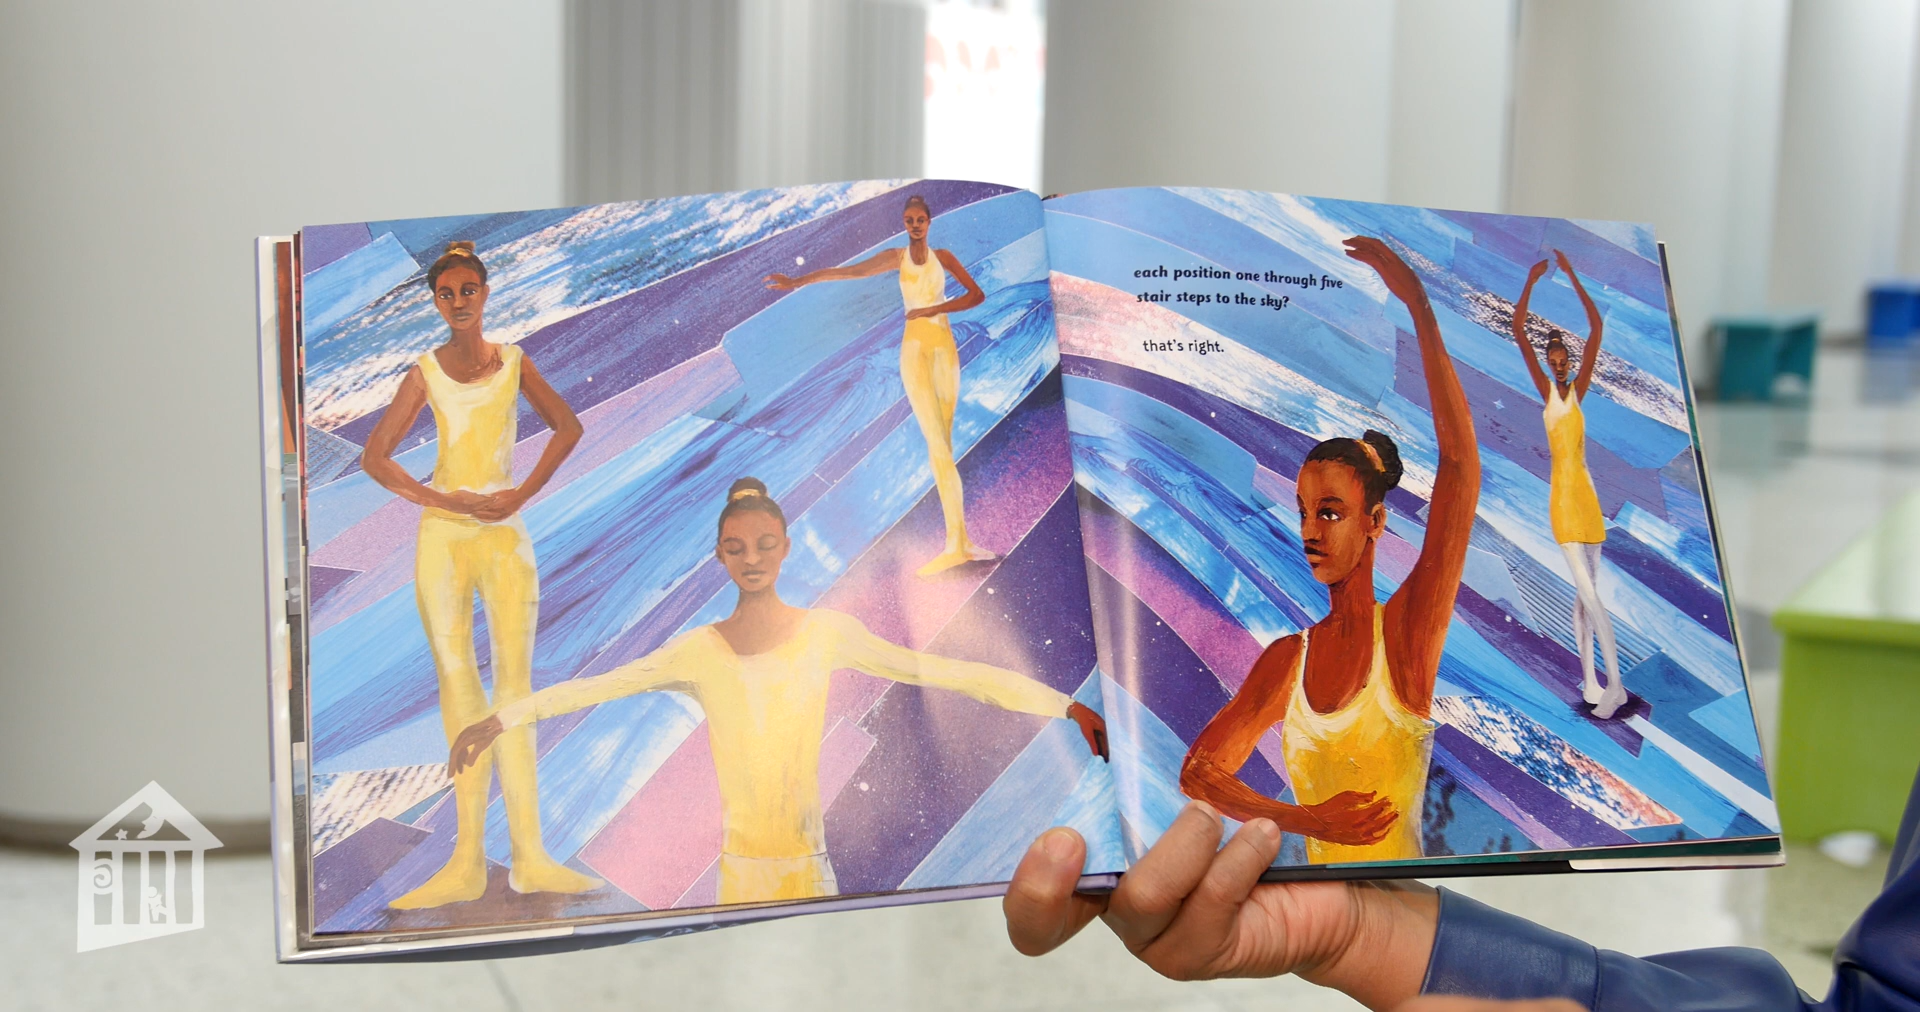 each position one through five
stair steps to the sky?
that's right.